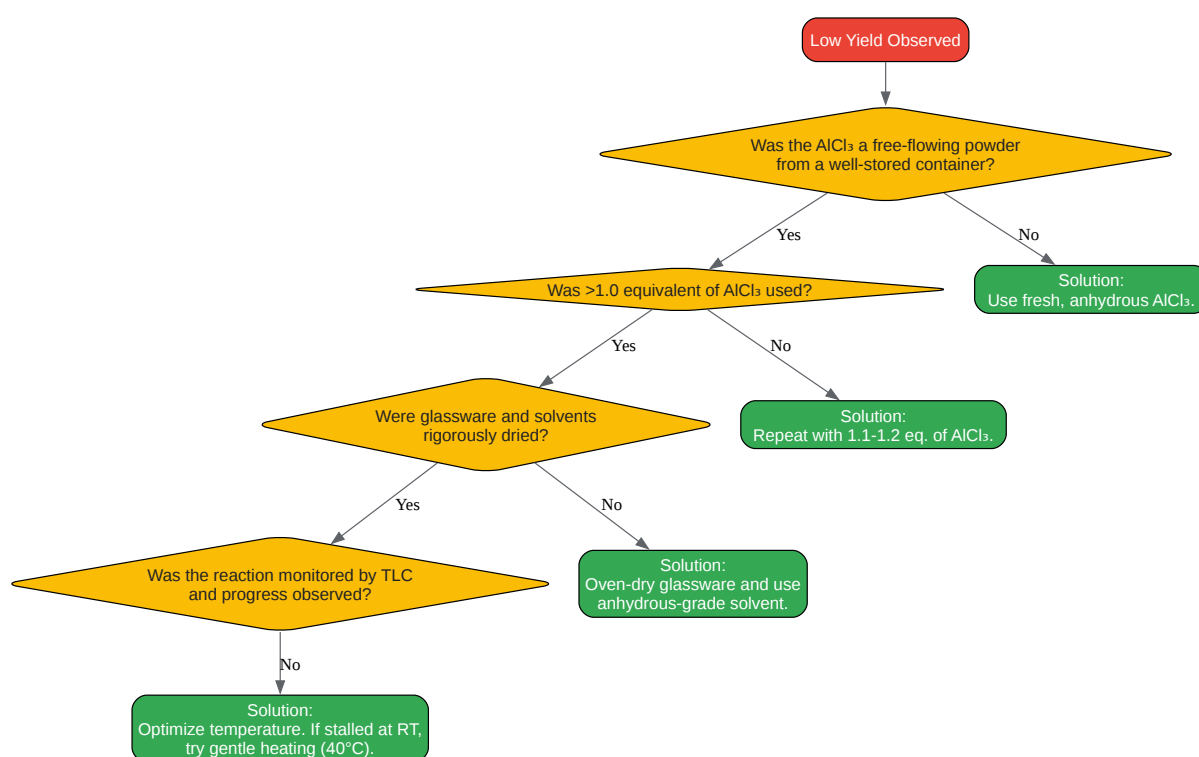 Low Yield Observed
Was the AlCl₃ a free-flowing powder
from a well-stored container?
Yes
No
Was >1.0 equivalent of AlCl₃ used?
Solution:
Use fresh, anhydrous AlCl₃.
Yes
No
Were glassware and solvents
rigorously dried?
Solution:
Repeat with 1.1-1.2 eq. of AlCl₃.
Yes
No
Was the reaction monitored by TLC
and progress observed?
Solution:
Oven-dry glassware and use
anhydrous-grade solvent.
No
Solution:
Optimize temperature. If stalled at RT,
try gentle heating (40°C).